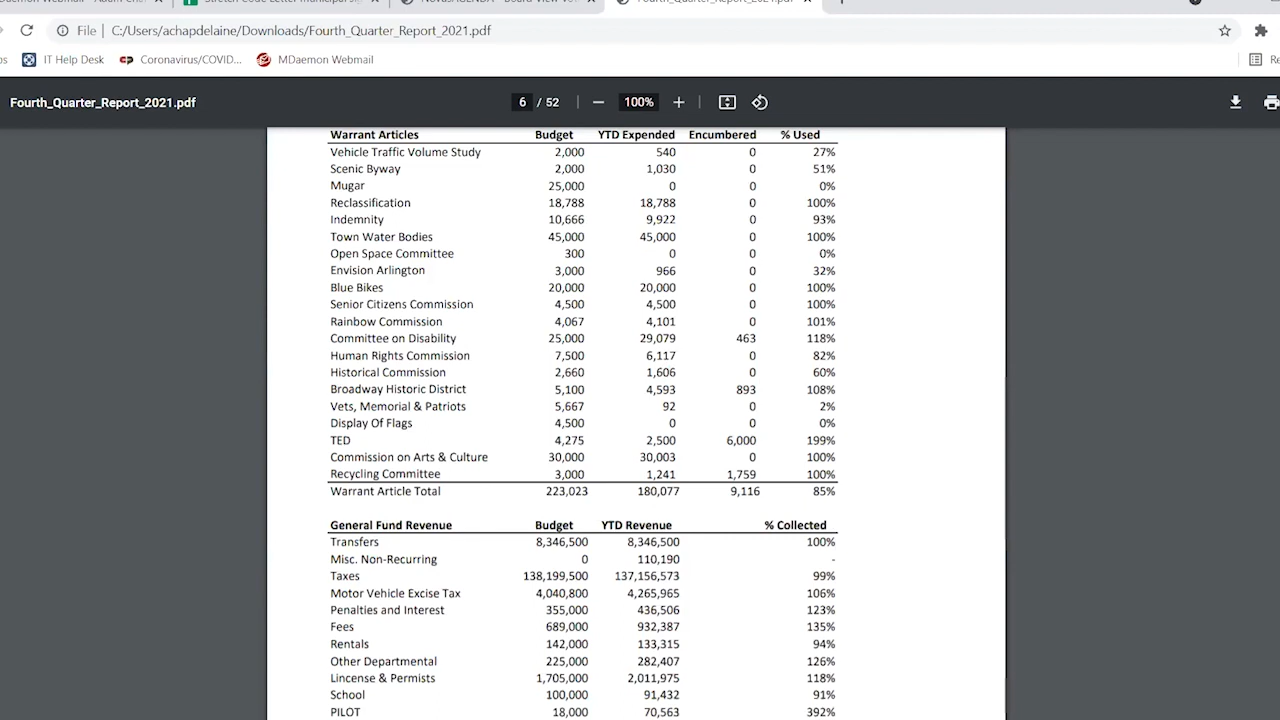 File | C:/Users/achapdelaine/Downloads/Fourth_Quarter_Report_2021.pdf
IT Help Desk Coronavirus/COVID... MDaemon Webmail
Fourth_Quarter_Report_2021.pdf 6 / 52 100%
Warrant Articles Budget YTD Expended Encumbered % Used
Vehicle Traffic Volume Study 2,000 540 0 27%
Scenic Byway 2,000 1,030 0 51%
Mugar 25,000 0 0 0%
Reclassification 18,788 18,788 0 100%
Indemnity 10,666 9,922 0 93%
Town Water Bodies 45,000 45,000 0 100%
Open Space Committee 300 0 0 0%
Envision Arlington 3,000 966 0 32%
Blue Bikes 20,000 20,000 0 100%
Senior Citizens Commission 4,500 4,500 0 100%
Rainbow Commission 4,067 4,101 0 101%
Committee on Disability 25,000 29,079 463 118%
Human Rights Commission 7,500 6,117 0 82%
Historical Commission 2,660 1,606 0 60%
Broadway Historic District 5,100 4,593 893 108%
Vets, Memorial & Patriots 5,667 92 0 2%
Display Of Flags 4,500 0 0 0%
TED 4,275 2,500 6,000 199%
Commission on Arts & Culture 30,000 30,003 0 100%
Recycling Committee 3,000 1,241 1,759 100%
Warrant Article Total 223,023 180,077 9,116 85%
General Fund Revenue Budget YTD Revenue % Collected
Transfers 8,346,500 8,346,500 100%
Misc. Non-Recurring 0 110,190 -
Taxes 138,199,500 137,156,573 99%
Motor Vehicle Excise Tax 4,040,800 4,265,965 106%
Penalties and Interest 355,000 436,506 123%
Fees 689,000 932,387 135%
Rentals 142,000 133,315 94%
Other Departmental 225,000 282,407 126%
Lincense & Permists 1,705,000 2,011,975 118%
School 100,000 91,432 91%
PILOT 18,000 70,563 392%